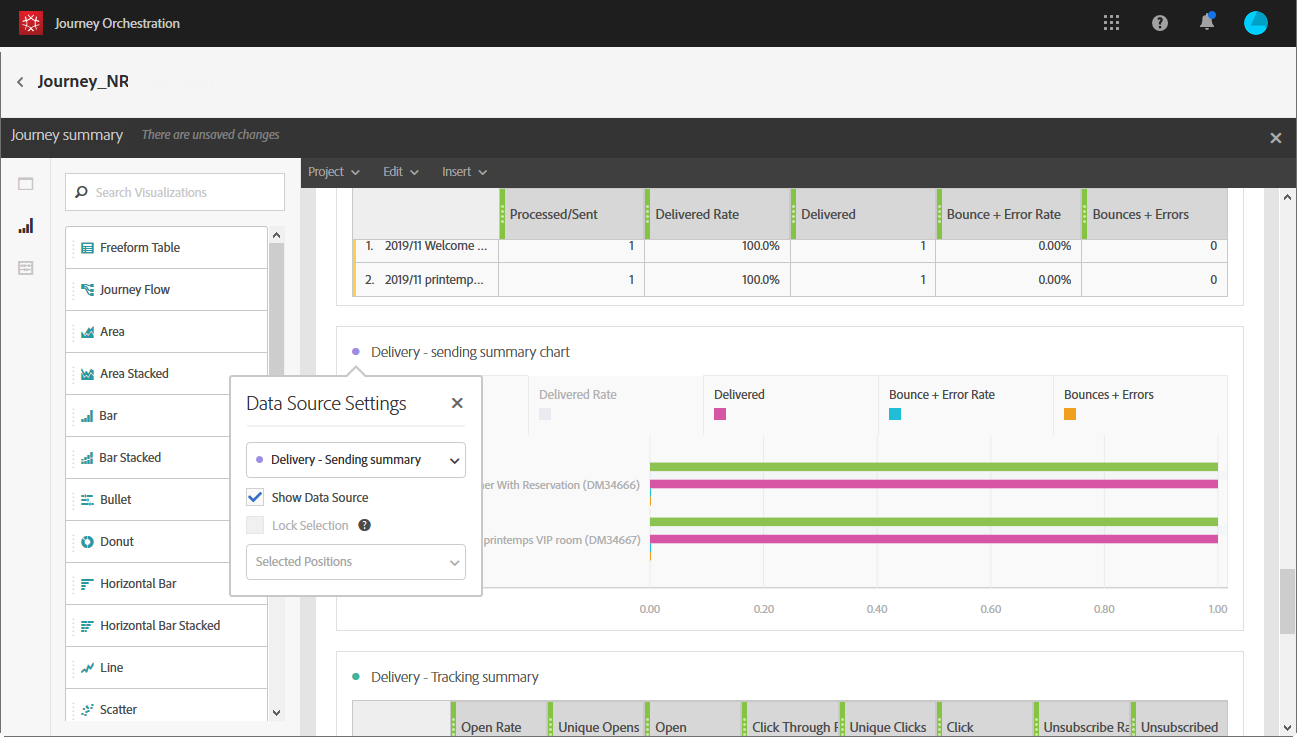 Journey Orchestration
Journey_NR
Journey summary There are unsaved changes
Project Edit Insert
Search Visualizations
Freeform Table
Journey Flow
Area
Area Stacked
Bar
Bar Stacked
Bullet
Donut
Horizontal Bar
Horizontal Bar Stacked
Line
Scatter
Processed/Sent Delivered Rate Delivered Bounce + Error Rate Bounces + Errors
1. 2019/11 Welcome ... 1 100.0% 1 0.00% 0
2. 2019/11 printemp... 1 100.0% 1 0.00% 0
Delivery - sending summary chart
Delivered Rate Delivered Bounce + Error Rate Bounces + Errors
Data Source Settings
Delivery - Sending summary
Show Data Source
Lock Selection ?
Selected Positions
er With Reservation (DM34666)
printemps VIP room (DM34667)
0.00 0.20 0.40 0.60 0.80 1.00
Delivery - Tracking summary
Open Rate Unique Opens Open Click Through R Unique Clicks Click Unsubscribe Ra Unsubscribed